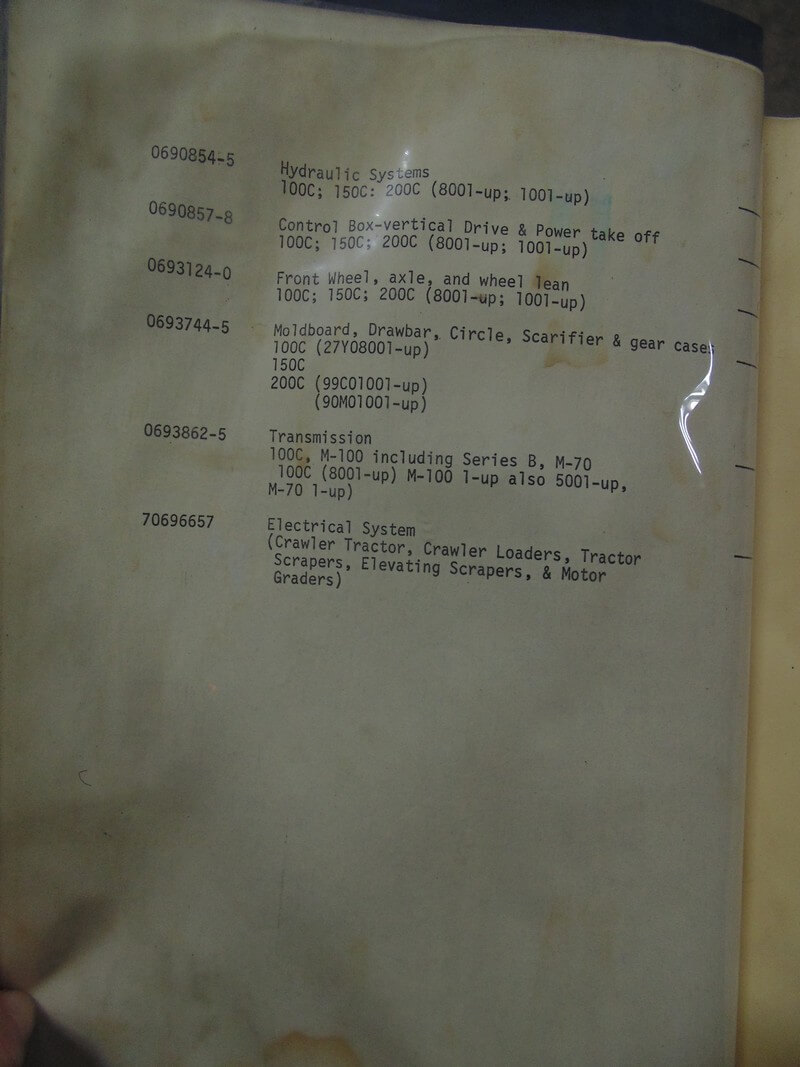 0690854-5 Hydraulic Systems
100C; 150C: 200C (8001-up; 1001-up)
0690857-8 Control Box-vertical Drive & Power take off
100C; 150C; 200C (8001-up; 1001-up)
0693124-0 Front Wheel, axle, and wheel lean
100C; 150C; 200C (8001-up; 1001-up)
0693744-5 Moldboard, Drawbar, Circle, Scarifier & gear cases
100C (27Y08001-up)
150C
200C (99C01001-up)
(90M01001-up)
0693862-5 Transmission
100C, M-100 including Series B, M-70
100C (8001-up) M-100 1-up also 5001-up,
M-70 1-up)
70696657 Electrical System
(Crawler Tractor, Crawler Loaders, Tractor
Scrapers, Elevating Scrapers, & Motor
Graders)